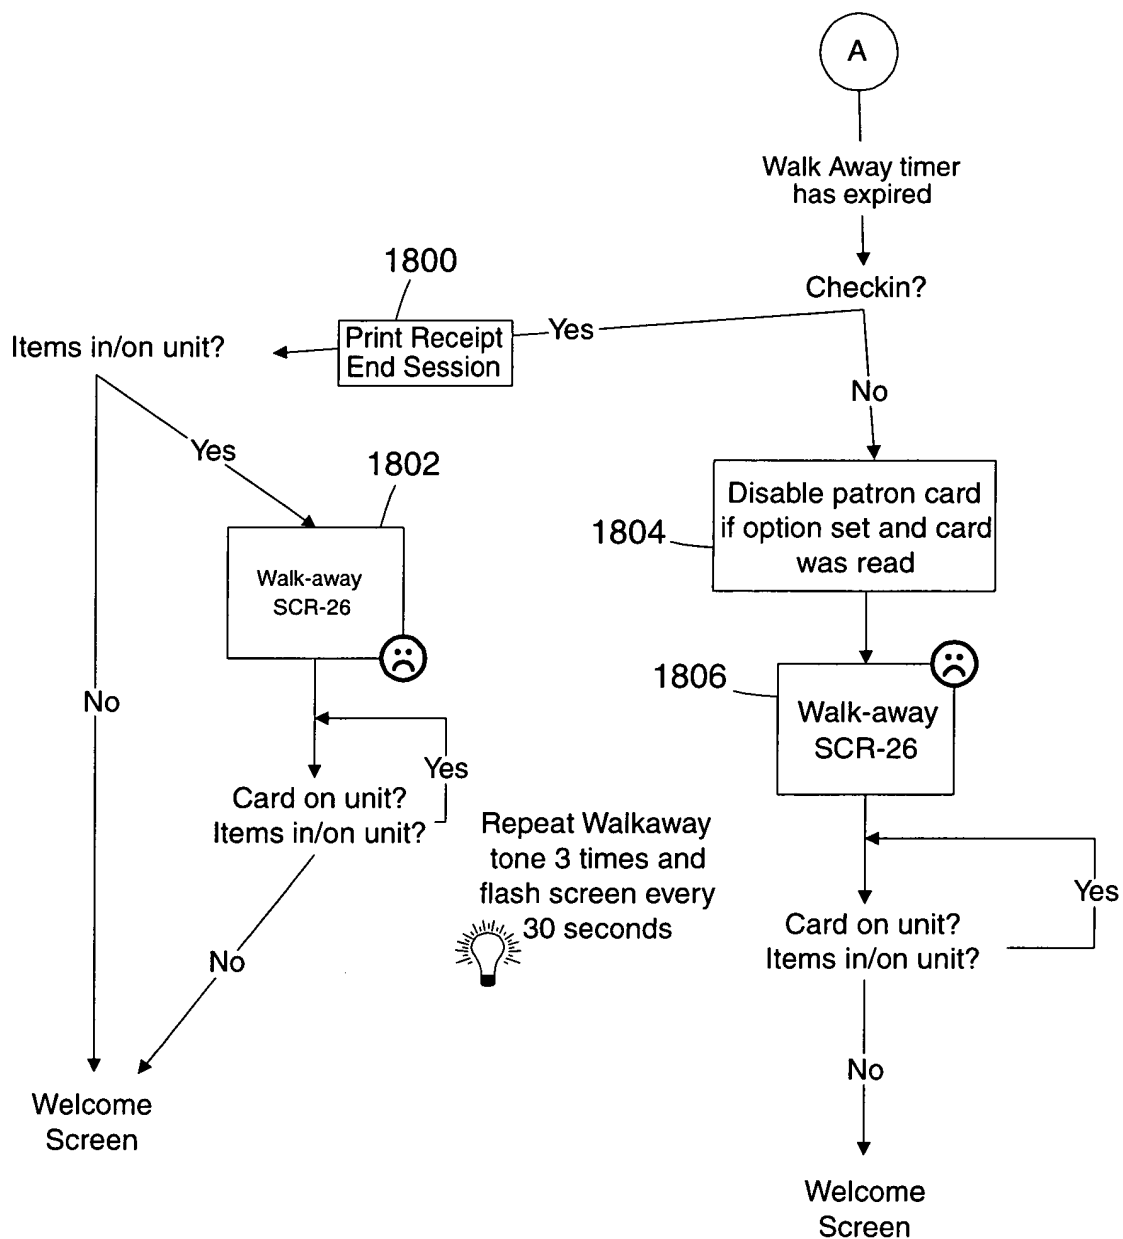 A
Walk Away timer
has expired
Checkin?
1800
Yes
Print Receipt
End Session
Items in/on unit?
No
Yes
1802
Disable patron card
if option set and card
was read
1804
Walk-away
SCR-26
1806
Walk-away
SCR-26
No
Yes
Card on unit?
Items in/on unit?
Repeat Walkaway
tone 3 times and
flash screen every
30 seconds
Yes
Card on unit?
Items in/on unit?
No
No
Welcome
Screen
Welcome
Screen